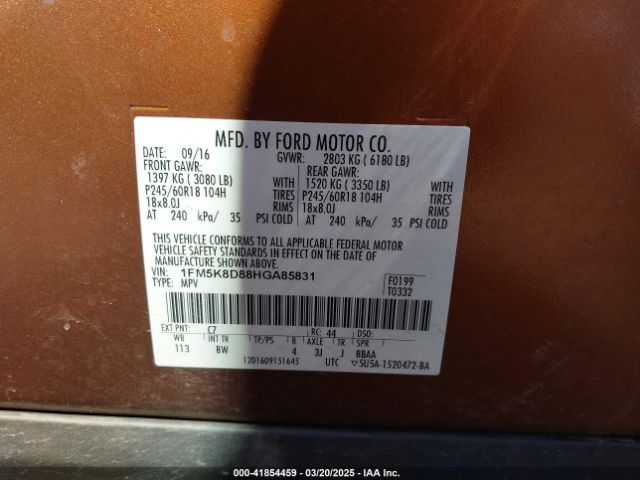 MFD. BY FORD MOTOR CO.
DATE: 09/16 GVWR: 2803 KG ( 6180 LB)
FRONT GAWR: REAR GAWR:
1397 KG ( 3080 LB) WITH 1520 KG ( 3350 LB) WITH
P245/60R18 104H TIRES P245/60R18 104H TIRES
18x8.0J RIMS 18x8.0J RIMS
AT 240 kPa/ 35 PSI COLD AT 240 kPa/ 35 PSI COLD
THIS VEHICLE CONFORMS TO ALL APPLICABLE FEDERAL MOTOR
VEHICLE SAFETY STANDARDS IN EFFECT ON THE DATE OF
MANUFACTURE SHOWN ABOVE.
VIN: 1FM5K8D88HGA85831 F0199
TYPE: MPV T0332
EXT PNT: C7 RC: 44 DSO:
WB INT TR TP/PS R AXLE TR SPR
113 BW 4 3J J BBAA
1201609151645 UTC ▽5U5A-1520472-BA
000-41854459 - 03/20/2025 - IAA Inc.